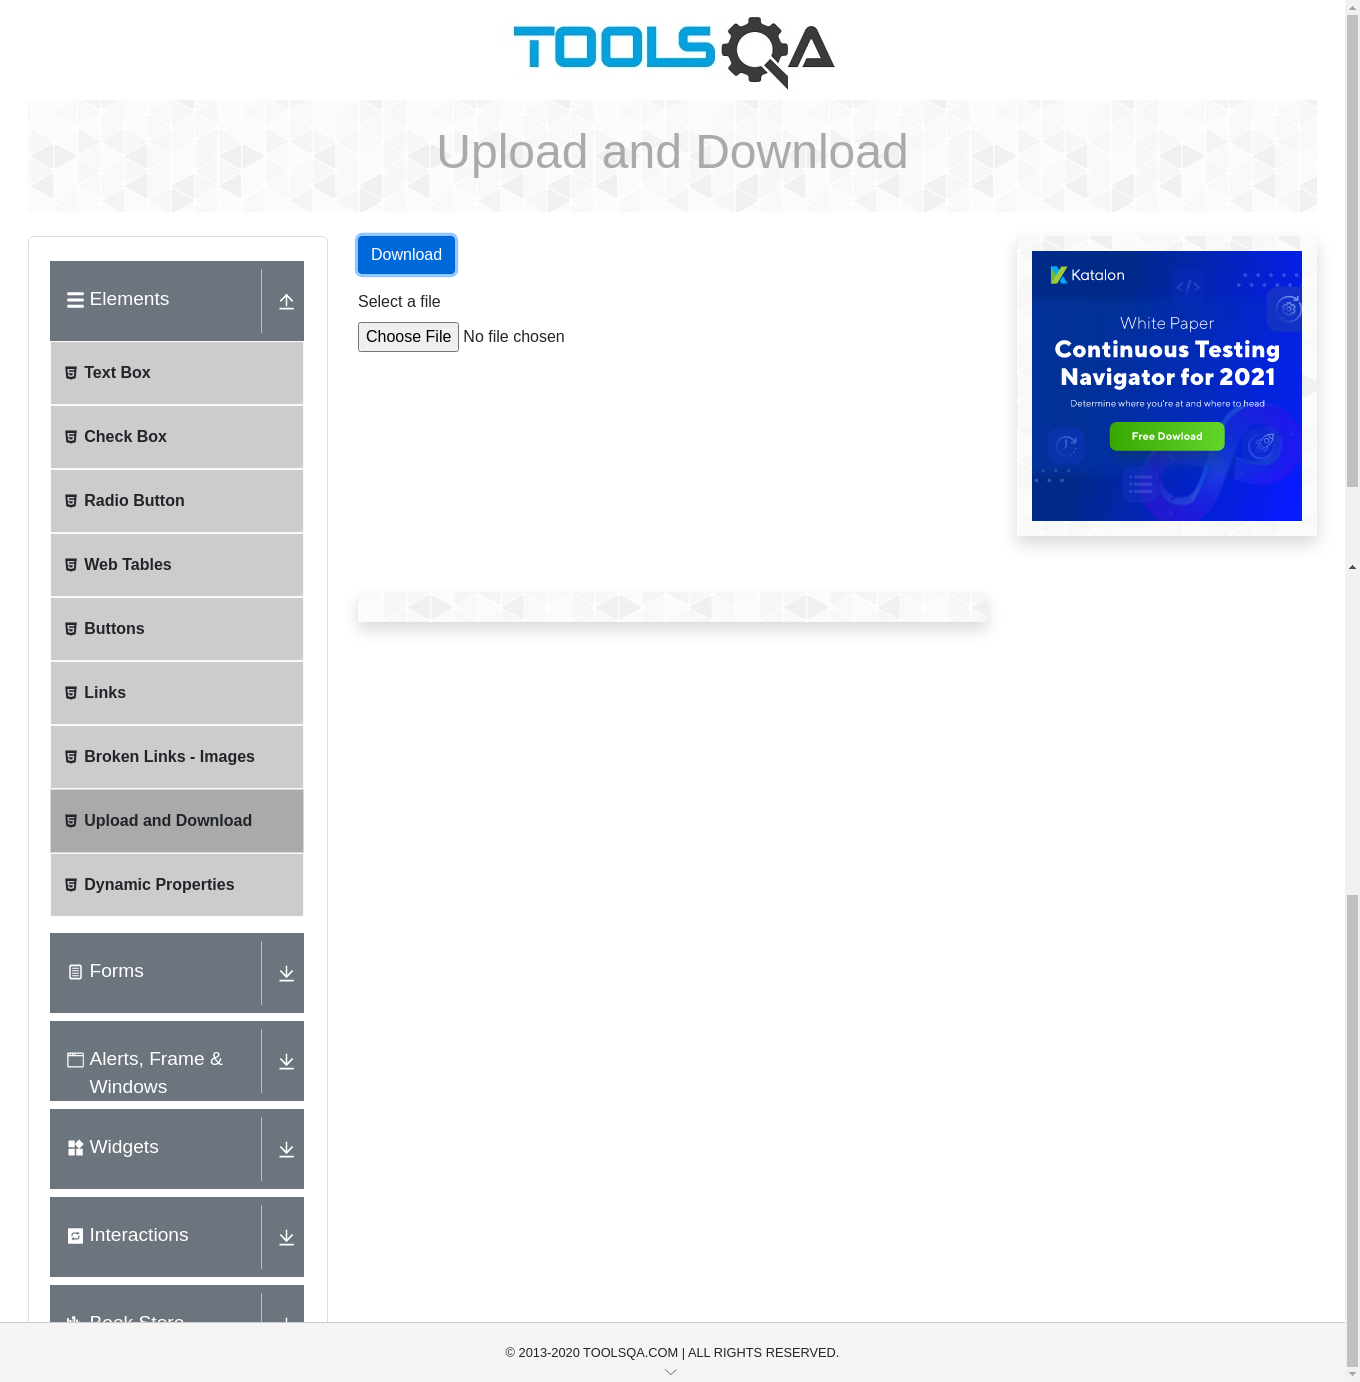 TOOLSQA
Upload and Download
Elements
Text Box
Check Box
Radio Button
Web Tables
Buttons
Links
Broken Links - Images
Upload and Download
Dynamic Properties
Forms
Alerts, Frame &
Windows
Widgets
Interactions
Book Store
Download
Select a file
Choose File No file chosen
Katalon
White Paper
Continuous Testing
Navigator for 2021
Determine where you're at and where to head
Free Dowload
© 2013-2020 TOOLSQA.COM | ALL RIGHTS RESERVED.